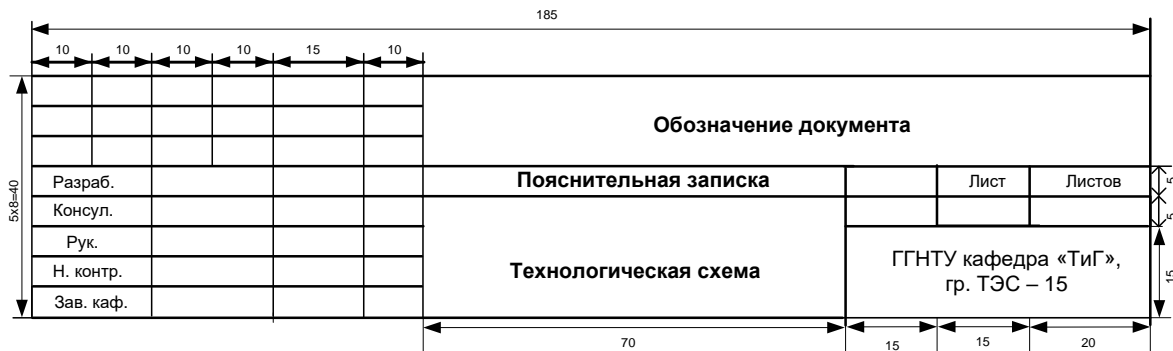 185
10 10 10 10 15 10
Обозначение документа
5x8=40
Разраб. Пояснительная записка Лист Листов 5
Консул. 5
Рук.
Н. контр. Технологическая схема ГГНТУ кафедра «ТиГ», 15
гр. ТЭС – 15
Зав. каф.
70 15 15 20